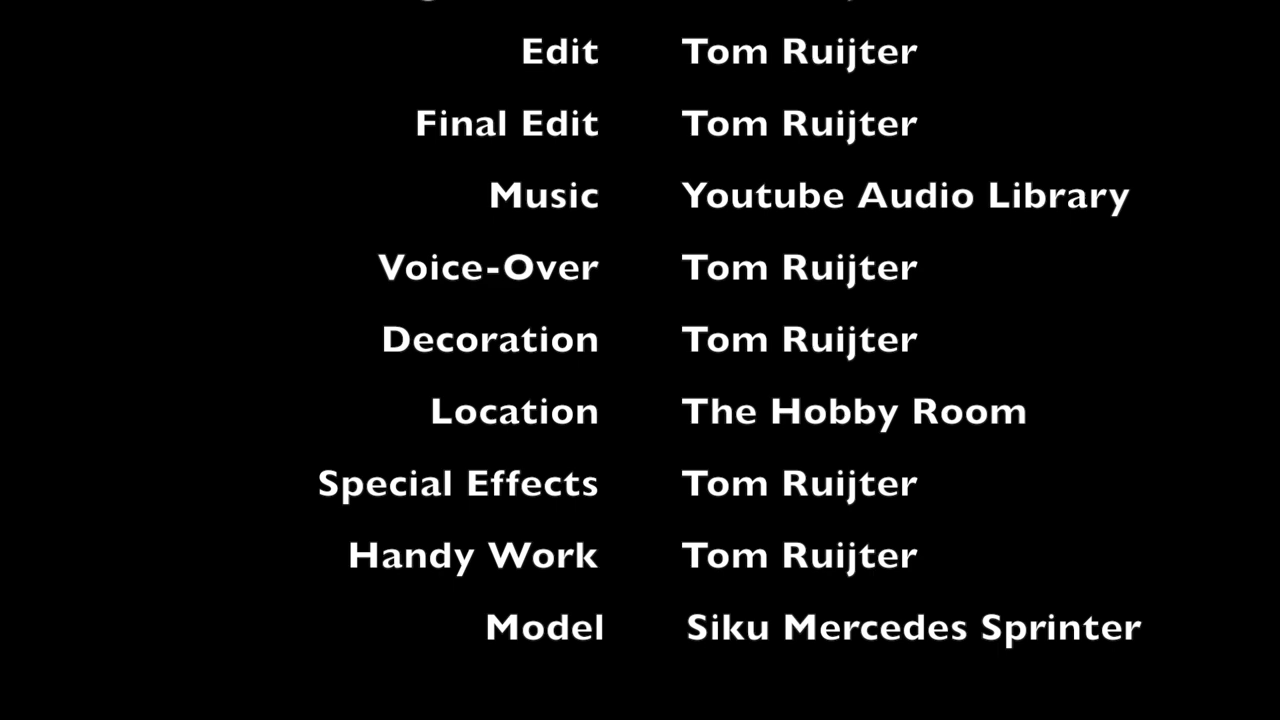 Edit Tom Ruijter
Final Edit Tom Ruijter
Music Youtube Audio Library
Voice-Over Tom Ruijter
Decoration Tom Ruijter
Location The Hobby Room
Special Effects Tom Ruijter
Handy Work Tom Ruijter
Model Siku Mercedes Sprinter